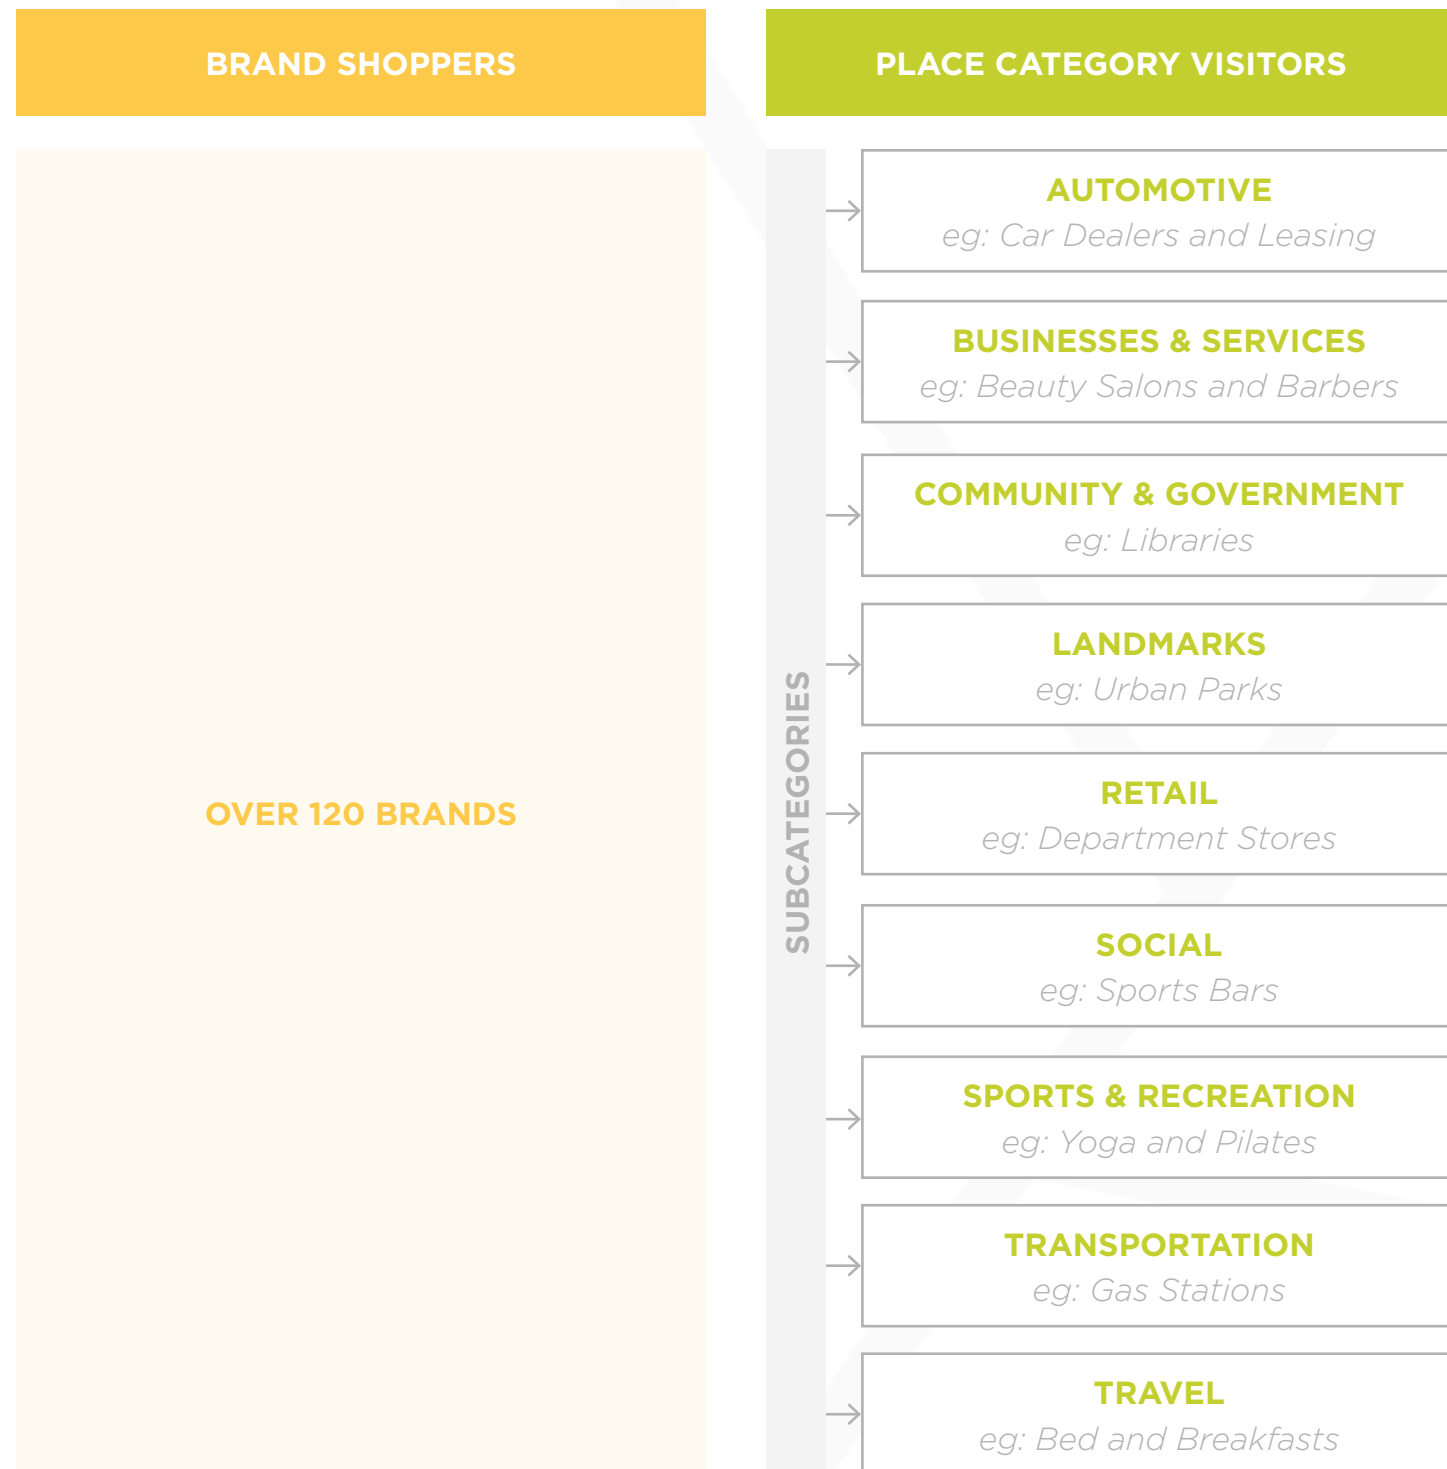 BRAND SHOPPERS
OVER 120 BRANDS
PLACE CATEGORY VISITORS
SUBCATEGORIES
AUTOMOTIVE
eg: Car Dealers and Leasing
BUSINESSES & SERVICES
eg: Beauty Salons and Barbers
COMMUNITY & GOVERNMENT
eg: Libraries
LANDMARKS
eg: Urban Parks
RETAIL
eg: Department Stores
SOCIAL
eg: Sports Bars
SPORTS & RECREATION
eg: Yoga and Pilates
TRANSPORTATION
eg: Gas Stations
TRAVEL
eg: Bed and Breakfasts